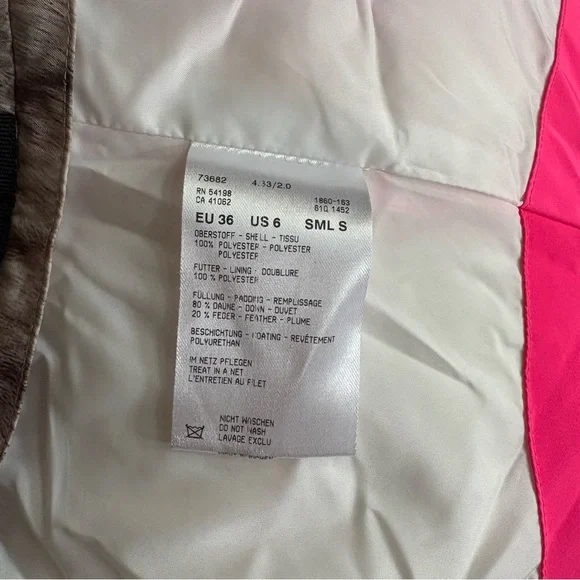 73682 4.33/2.0
RN 54198
CA 41062
1860-163
610 1452
EU 36 US 6 SML S
OBERSTOFF - SHELL - TISSU
100% POLYESTER - POLYESTER
POLYESTER
FUTTER - LINING - DOUBLURE
100 % POLYESTER
FÜLLUNG - PADDING - REMPLISSAGE
80 % DAUNE - DOWN - DUVET
20 % FEDER - FEATHER - PLUME
BESCHICHTUNG - COATING - REVÊTEMENT
POLYURETHAN
IM NETZ PFLEGEN
TREAT IN A NET
L'ENTRETIEN AU FILET
NICHT WASCHEN
DO NOT WASH
LAVAGE EXCLU